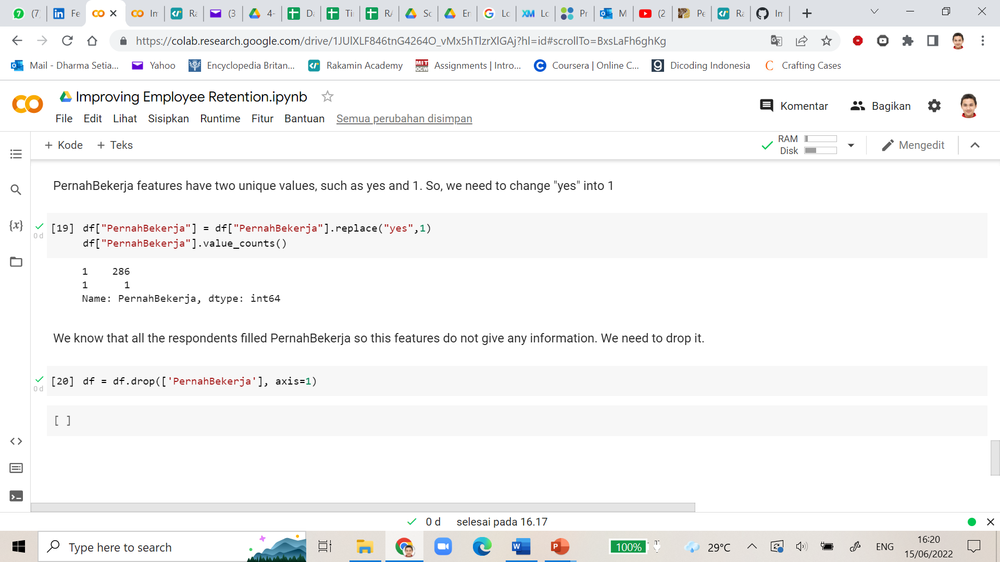 (7) Fe In Ra (3 4- Da Tii RA Sc En Lc XM Lc Pr M (2 Pe Ra In
https://colab.research.google.com/drive/1JUlXLF846tnG4264O_vMx5hTlzrXlGAj?hl=id#scrollTo=BxsLaFh6ghKg
Mail - Dharma Setia... Yahoo Encyclopedia Britan... Rakamin Academy Assignments | Intro... Coursera | Online C... Dicoding Indonesia Crafting Cases
Improving Employee Retention.ipynb
Komentar Bagikan
File Edit Lihat Sisipkan Runtime Fitur Bantuan Semua perubahan disimpan
+ Kode + Teks
RAM
Disk
Mengedit
PernahBekerja features have two unique values, such as yes and 1. So, we need to change "yes" into 1
[19] df["PernahBekerja"] = df["PernahBekerja"].replace("yes",1)
0 d
df["PernahBekerja"].value_counts()
1 286
1 1
Name: PernahBekerja, dtype: int64
We know that all the respondents filled PernahBekerja so this features do not give any information. We need to drop it.
[20] df = df.drop(['PernahBekerja'], axis=1)
0 d
[ ]
0 d selesai pada 16.17
Type here to search
100%
29°C
ENG
16:20
15/06/2022